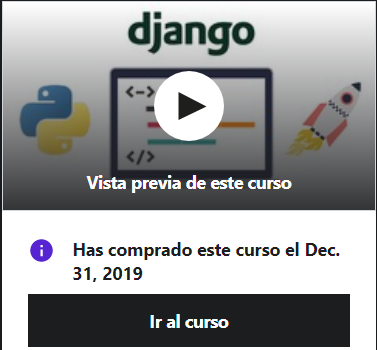 django
<-->
</>
Vista previa de este curso
Has comprado este curso el Dec.
31, 2019
Ir al curso